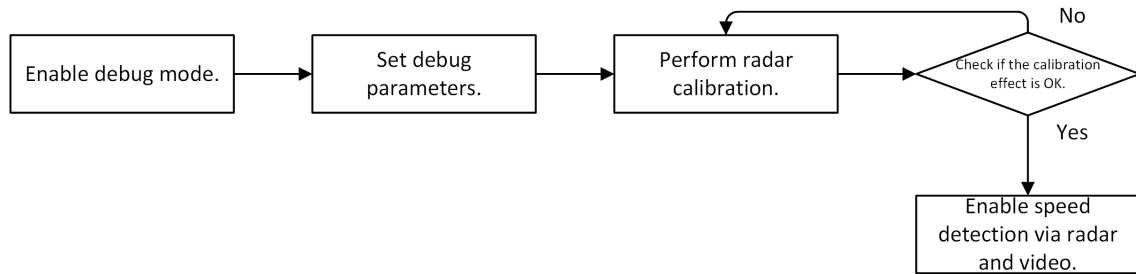 No
Enable debug mode.
Set debug
parameters.
Perform radar
calibration.
Check if the calibration
effect is OK.
Yes
Enable speed
detection via radar
and video.